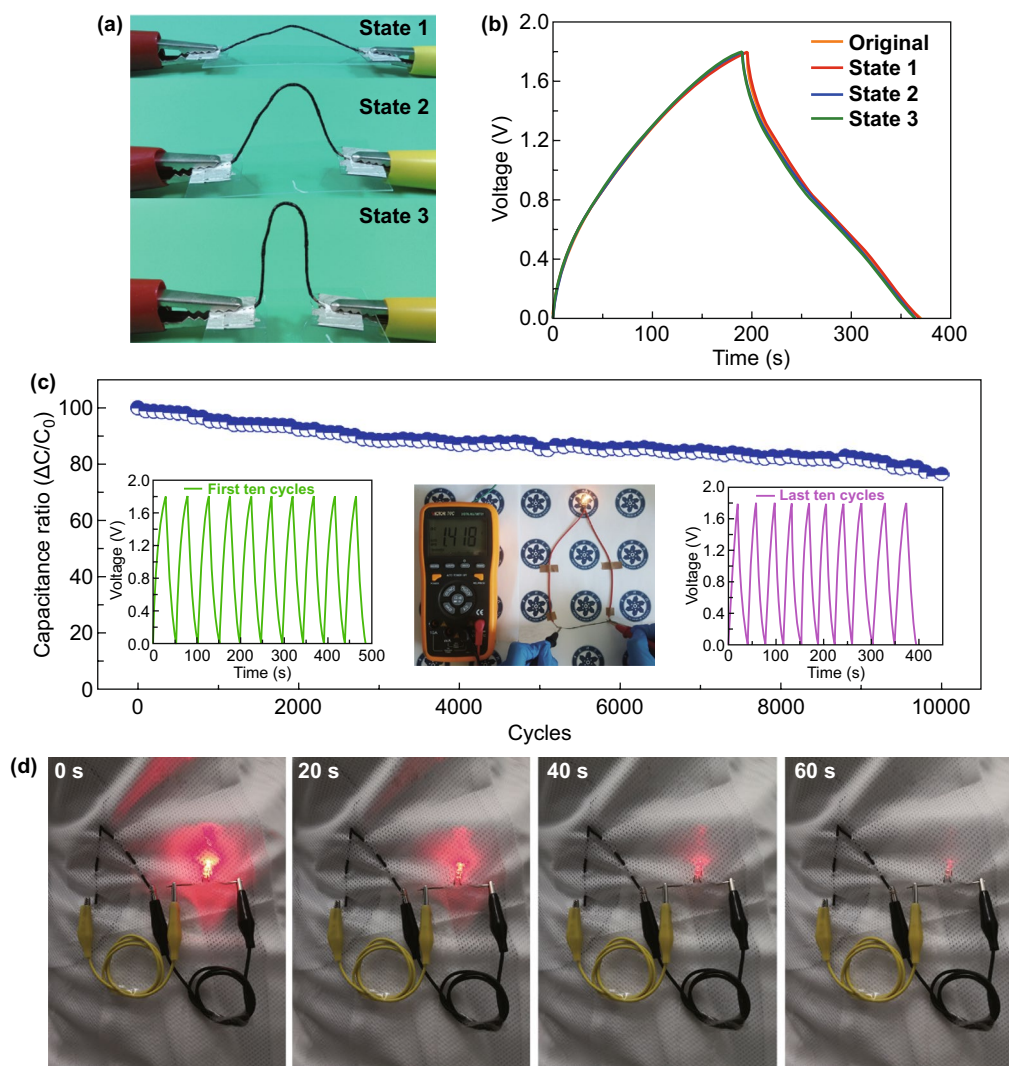 (a)
State 1
State 2
State 3
(b)
Original
State 1
State 2
State 3
2.0
1.6
1.2
0.8
0.4
0.0
Voltage (V)
0 100 200 300 400
Time (s)
(c)
Capacitance ratio (ΔC/C₀)
100
80
60
40
20
0
0 2000 4000 6000 8000 10000
Cycles
First ten cycles
2.0
1.6
1.2
0.8
0.4
0.0
Voltage (V)
0 100 200 300 400 500
Time (s)
1.418
Last ten cycles
2.0
1.6
1.2
0.8
0.4
0.0
Voltage (V)
0 100 200 300 400
Time (s)
(d)
0 s
20 s
40 s
60 s